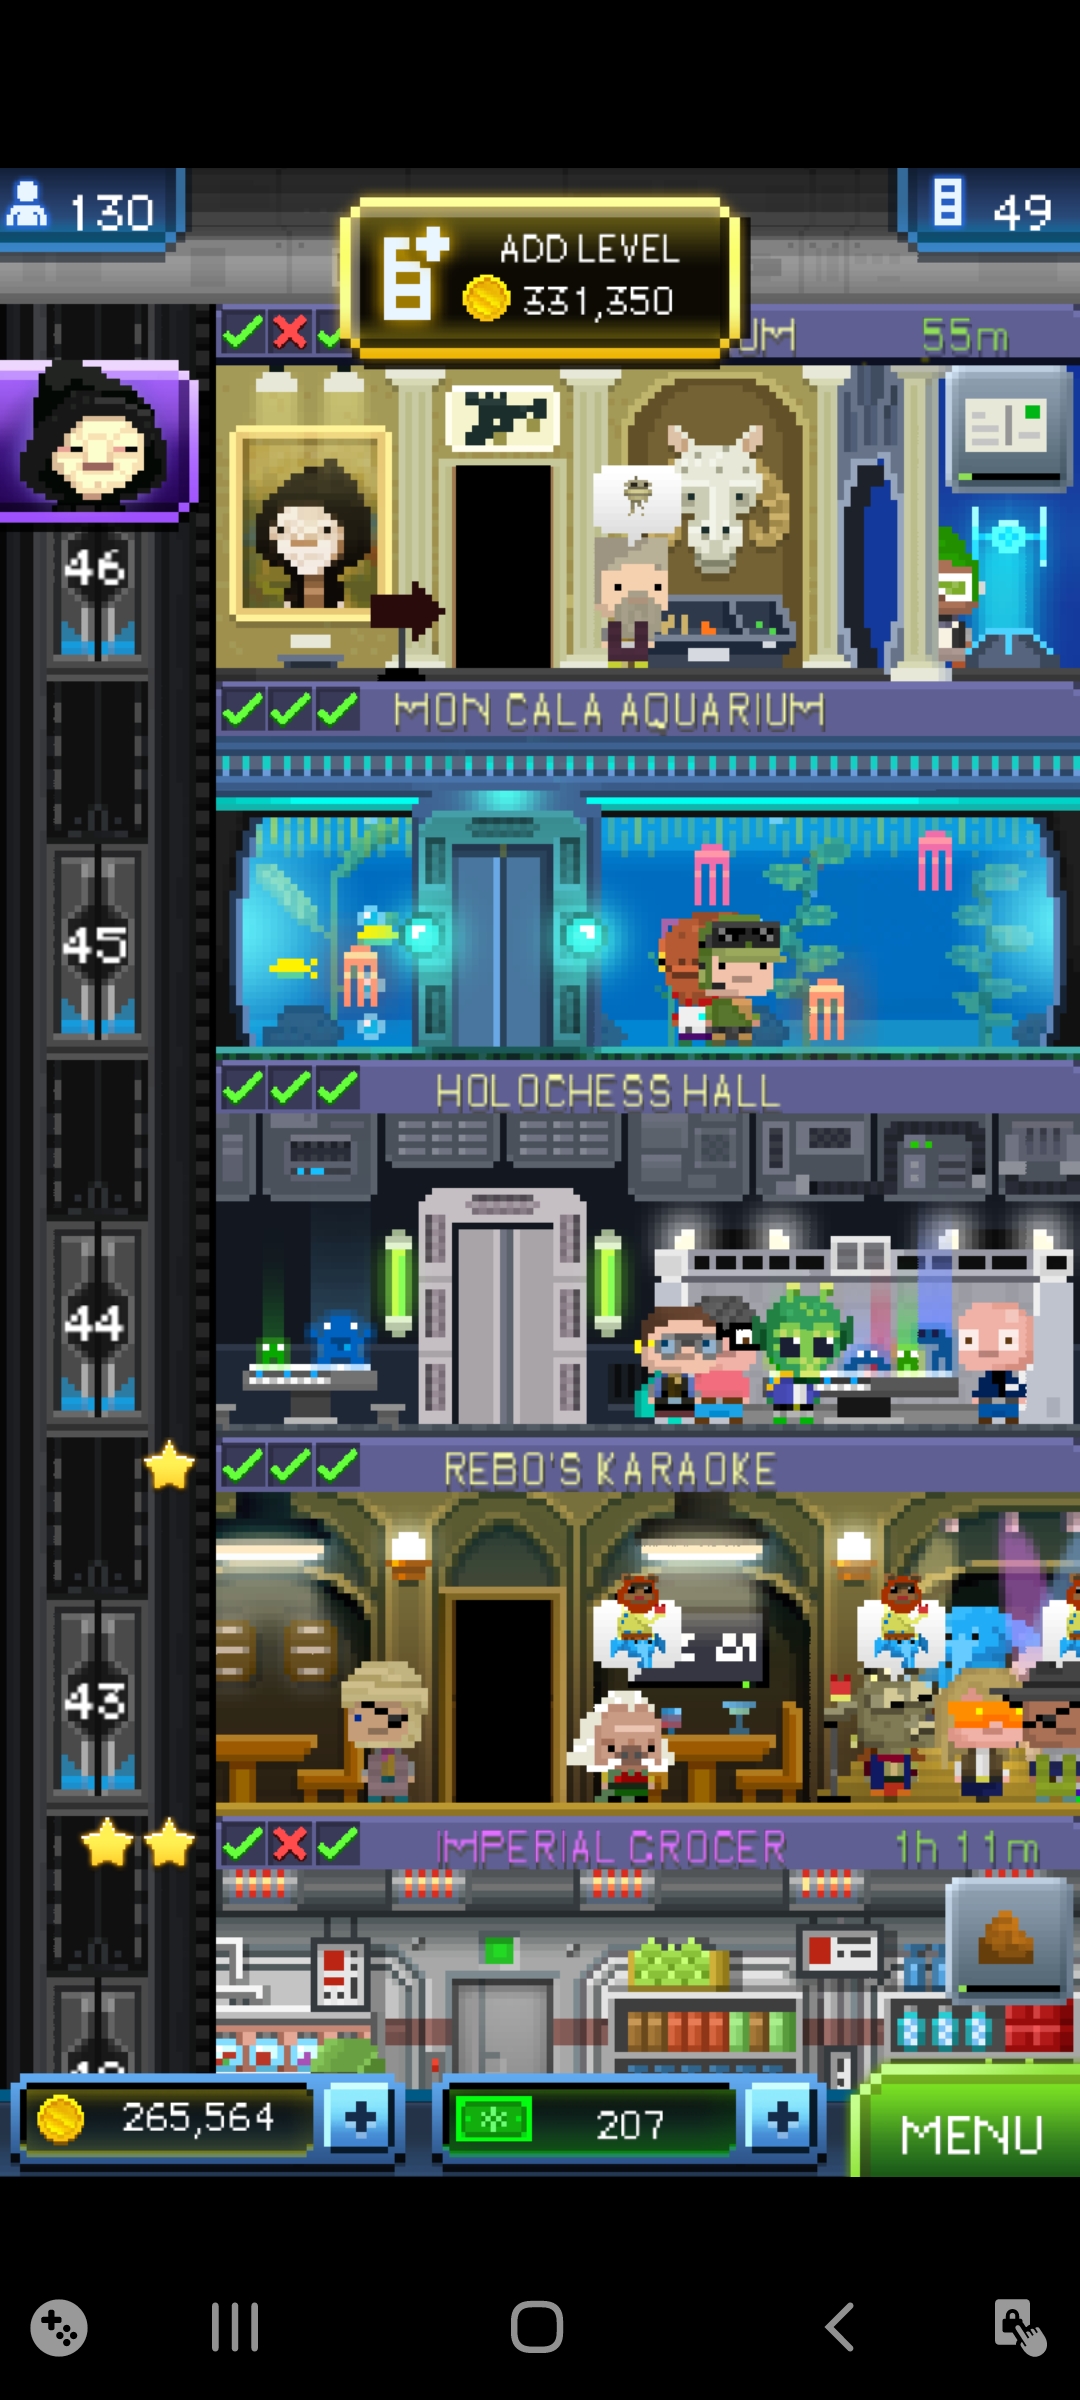 130
49
ADD LEVEL
331,350
UM 55m
46
MON CALA AQUARIUM
45
HOLOCHESS HALL
44
REBO'S KARAOKE
43
IMPERIAL GROCER 1h 11m
265,564
207
MENU